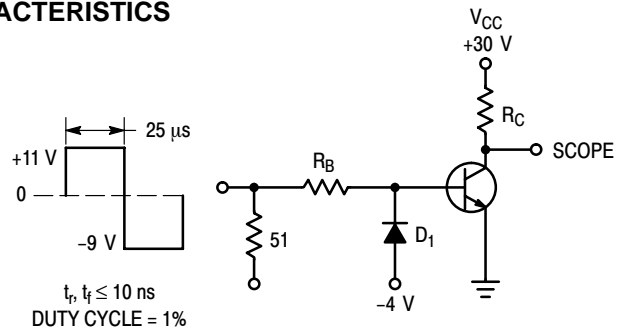 ACTERISTICS
VCC
+30 V
RC
SCOPE
25 μs
+11 V
0
−9 V
RB
51
D1
−4 V
tr, tf ≤ 10 ns
DUTY CYCLE = 1%